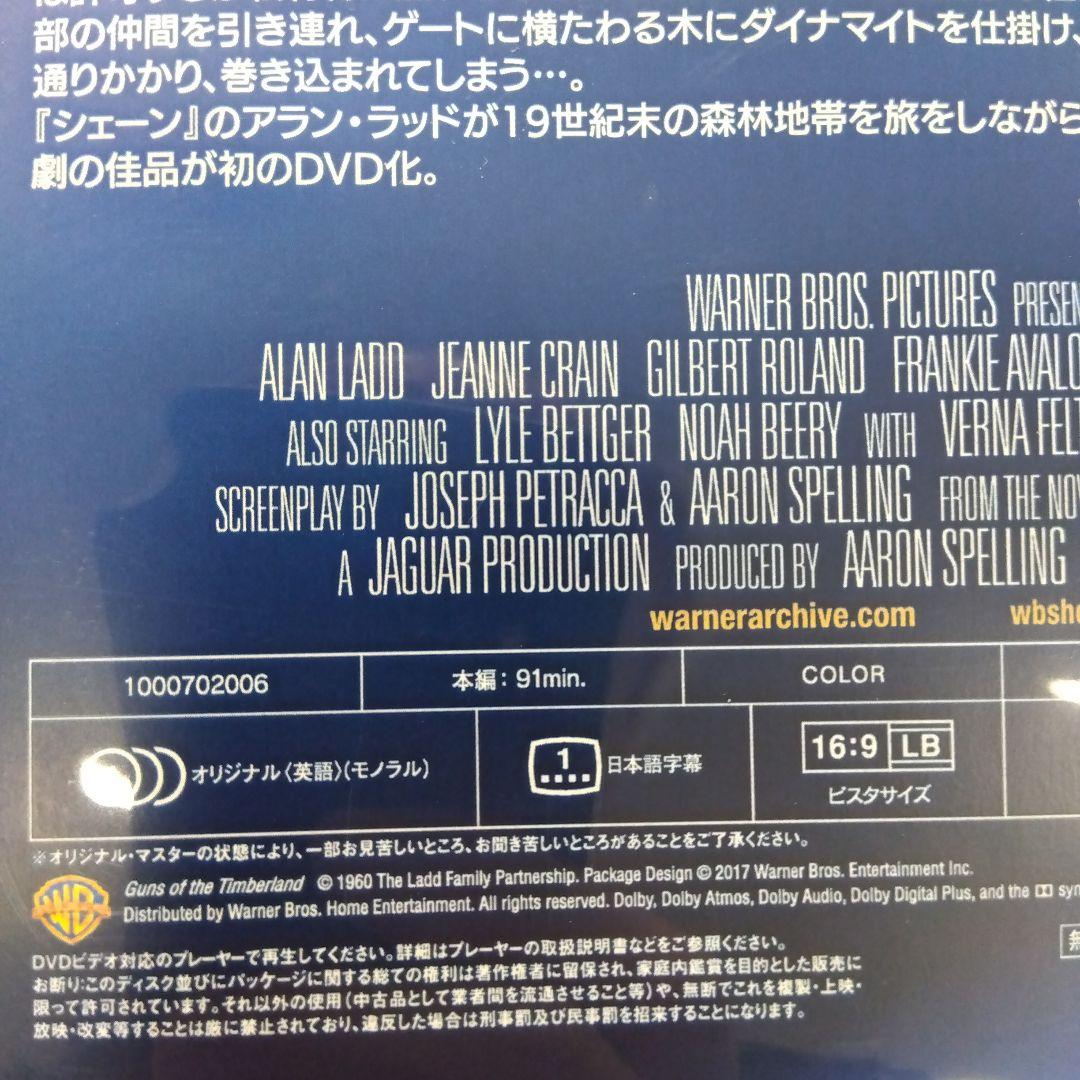 部の仲間を引き連れ、ゲートに横たわる木にダイナマイトを仕掛け、
通りかかり、巻き込まれてしまう…。
『シェーン』のアラン・ラッドが19世紀末の森林地帯を旅をしながら
劇の佳品が初のDVD化。
WARNER BROS. PICTURES PRESEN
ALAN LADD JEANNE CRAIN GILBERT ROLAND FRANKIE AVALO
ALSO STARRING LYLE BETTGER NOAH BEERY WITH VERNA FELT
SCREENPLAY BY JOSEPH PETRACCA & AARON SPELLING FROM THE NOV
A JAGUAR PRODUCTION PRODUCED BY AARON SPELLING
warnerarchive.com wbsho
1000702006 本編：91min. COLOR
オリジナル〈英語〉(モノラル) 1 日本語字幕 16:9 LB
ビスタサイズ
※オリジナル・マスターの状態により、一部お見苦しいところ、お聞き苦しいところがあることをご了承ください。
Guns of the Timberland © 1960 The Ladd Family Partnership. Package Design © 2017 Warner Bros. Entertainment Inc.
WB Distributed by Warner Bros. Home Entertainment. All rights reserved. Dolby, Dolby Atmos, Dolby Audio, Dolby Digital Plus, and the sym
DVDビデオ対応のプレーヤーで再生してください。詳細はプレーヤーの取扱説明書などをご参照ください。
お断り:このディスク並びにパッケージに関する総ての権利は著作権者に留保され、家庭内鑑賞を目的とした販売に
限って許可されています。それ以外の使用（中古品として業者間を流通させること等）や、無断でこれを複製・上映・
放映・改変等することは厳に禁止されており、違反した場合は刑事罰及び民事罰を招来することになります。